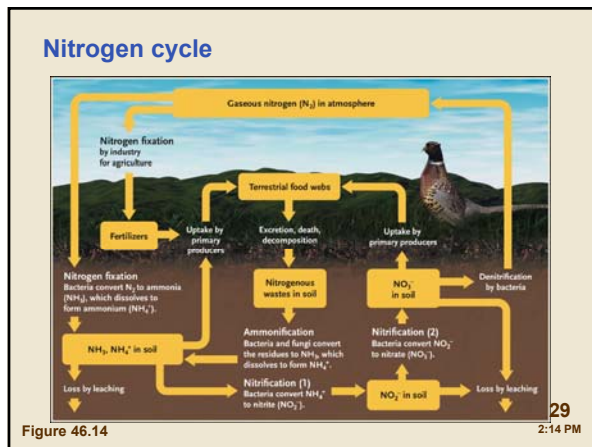 Nitrogen cycle
Gaseous nitrogen (N₂) in atmosphere
Nitrogen fixation
by industry
for agriculture
Terrestrial food webs
Fertilizers
Uptake by
primary
producers
Excretion, death,
decomposition
Uptake by
primary producers
Nitrogen fixation
Bacteria convert N₂ to ammonia
(NH₃), which dissolves to
form ammonium (NH₄⁺).
Nitrogenous
wastes in soil
NO₃⁻
in soil
Denitrification
by bacteria
NH₃, NH₄⁺ in soil
Ammonification
Bacteria and fungi convert
the residues to NH₃, which
dissolves to form NH₄⁺.
Nitrification (2)
Bacteria convert NO₂⁻
to nitrate (NO₃⁻).
Loss by leaching
Nitrification (1)
Bacteria convert NH₄⁺
to nitrite (NO₂⁻).
NO₂⁻ in soil
Loss by leaching
Figure 46.14
29
2:14 PM